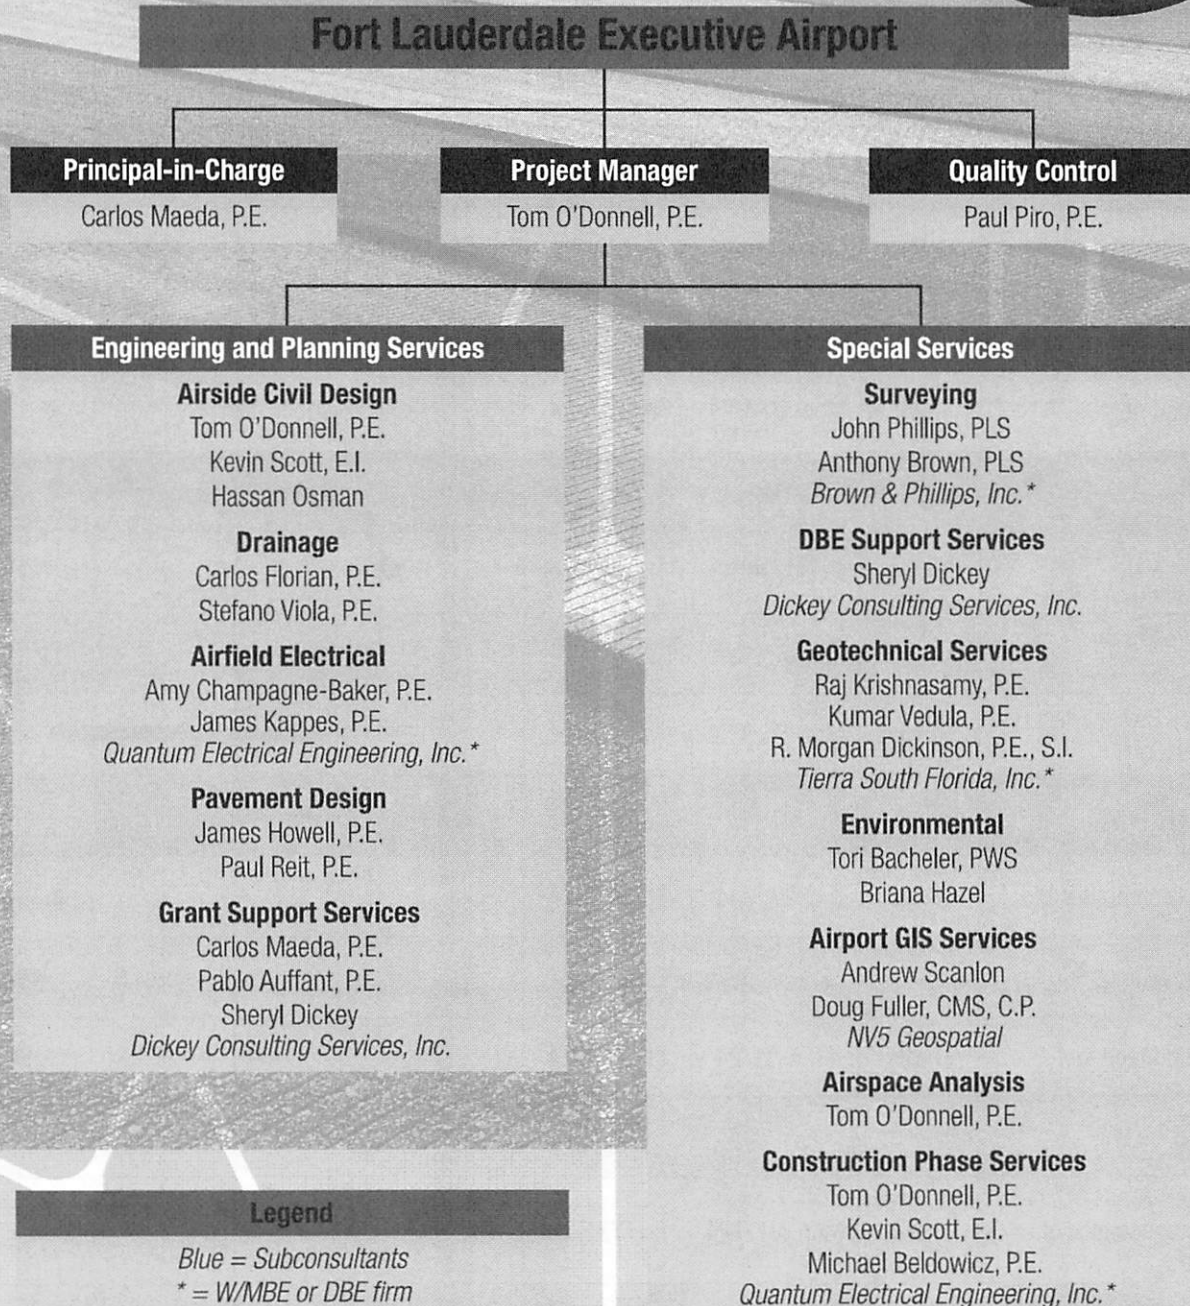 Fort Lauderdale Executive Airport
Principal-in-Charge
Carlos Maeda, P.E.
Project Manager
Tom O'Donnell, P.E.
Quality Control
Paul Piro, P.E.
Engineering and Planning Services
Airside Civil Design
Tom O'Donnell, P.E.
Kevin Scott, E.I.
Hassan Osman
Drainage
Carlos Florian, P.E.
Stefano Viola, P.E.
Airfield Electrical
Amy Champagne-Baker, P.E.
James Kappes, P.E.
Quantum Electrical Engineering, Inc.*
Pavement Design
James Howell, P.E.
Paul Reit, P.E.
Grant Support Services
Carlos Maeda, P.E.
Pablo Auffant, P.E.
Sheryl Dickey
Dickey Consulting Services, Inc.
Special Services
Surveying
John Phillips, PLS
Anthony Brown, PLS
Brown & Phillips, Inc.*
DBE Support Services
Sheryl Dickey
Dickey Consulting Services, Inc.
Geotechnical Services
Raj Krishnasamy, P.E.
Kumar Vedula, P.E.
R. Morgan Dickinson, P.E., S.I.
Tierra South Florida, Inc.*
Environmental
Tori Bacheler, PWS
Briana Hazel
Airport GIS Services
Andrew Scanlon
Doug Fuller, CMS, C.P.
NV5 Geospatial
Airspace Analysis
Tom O'Donnell, P.E.
Construction Phase Services
Tom O'Donnell, P.E.
Kevin Scott, E.I.
Michael Beldowicz, P.E.
Quantum Electrical Engineering, Inc.*
Legend
Blue = Subconsultants
* = W/MBE or DBE firm